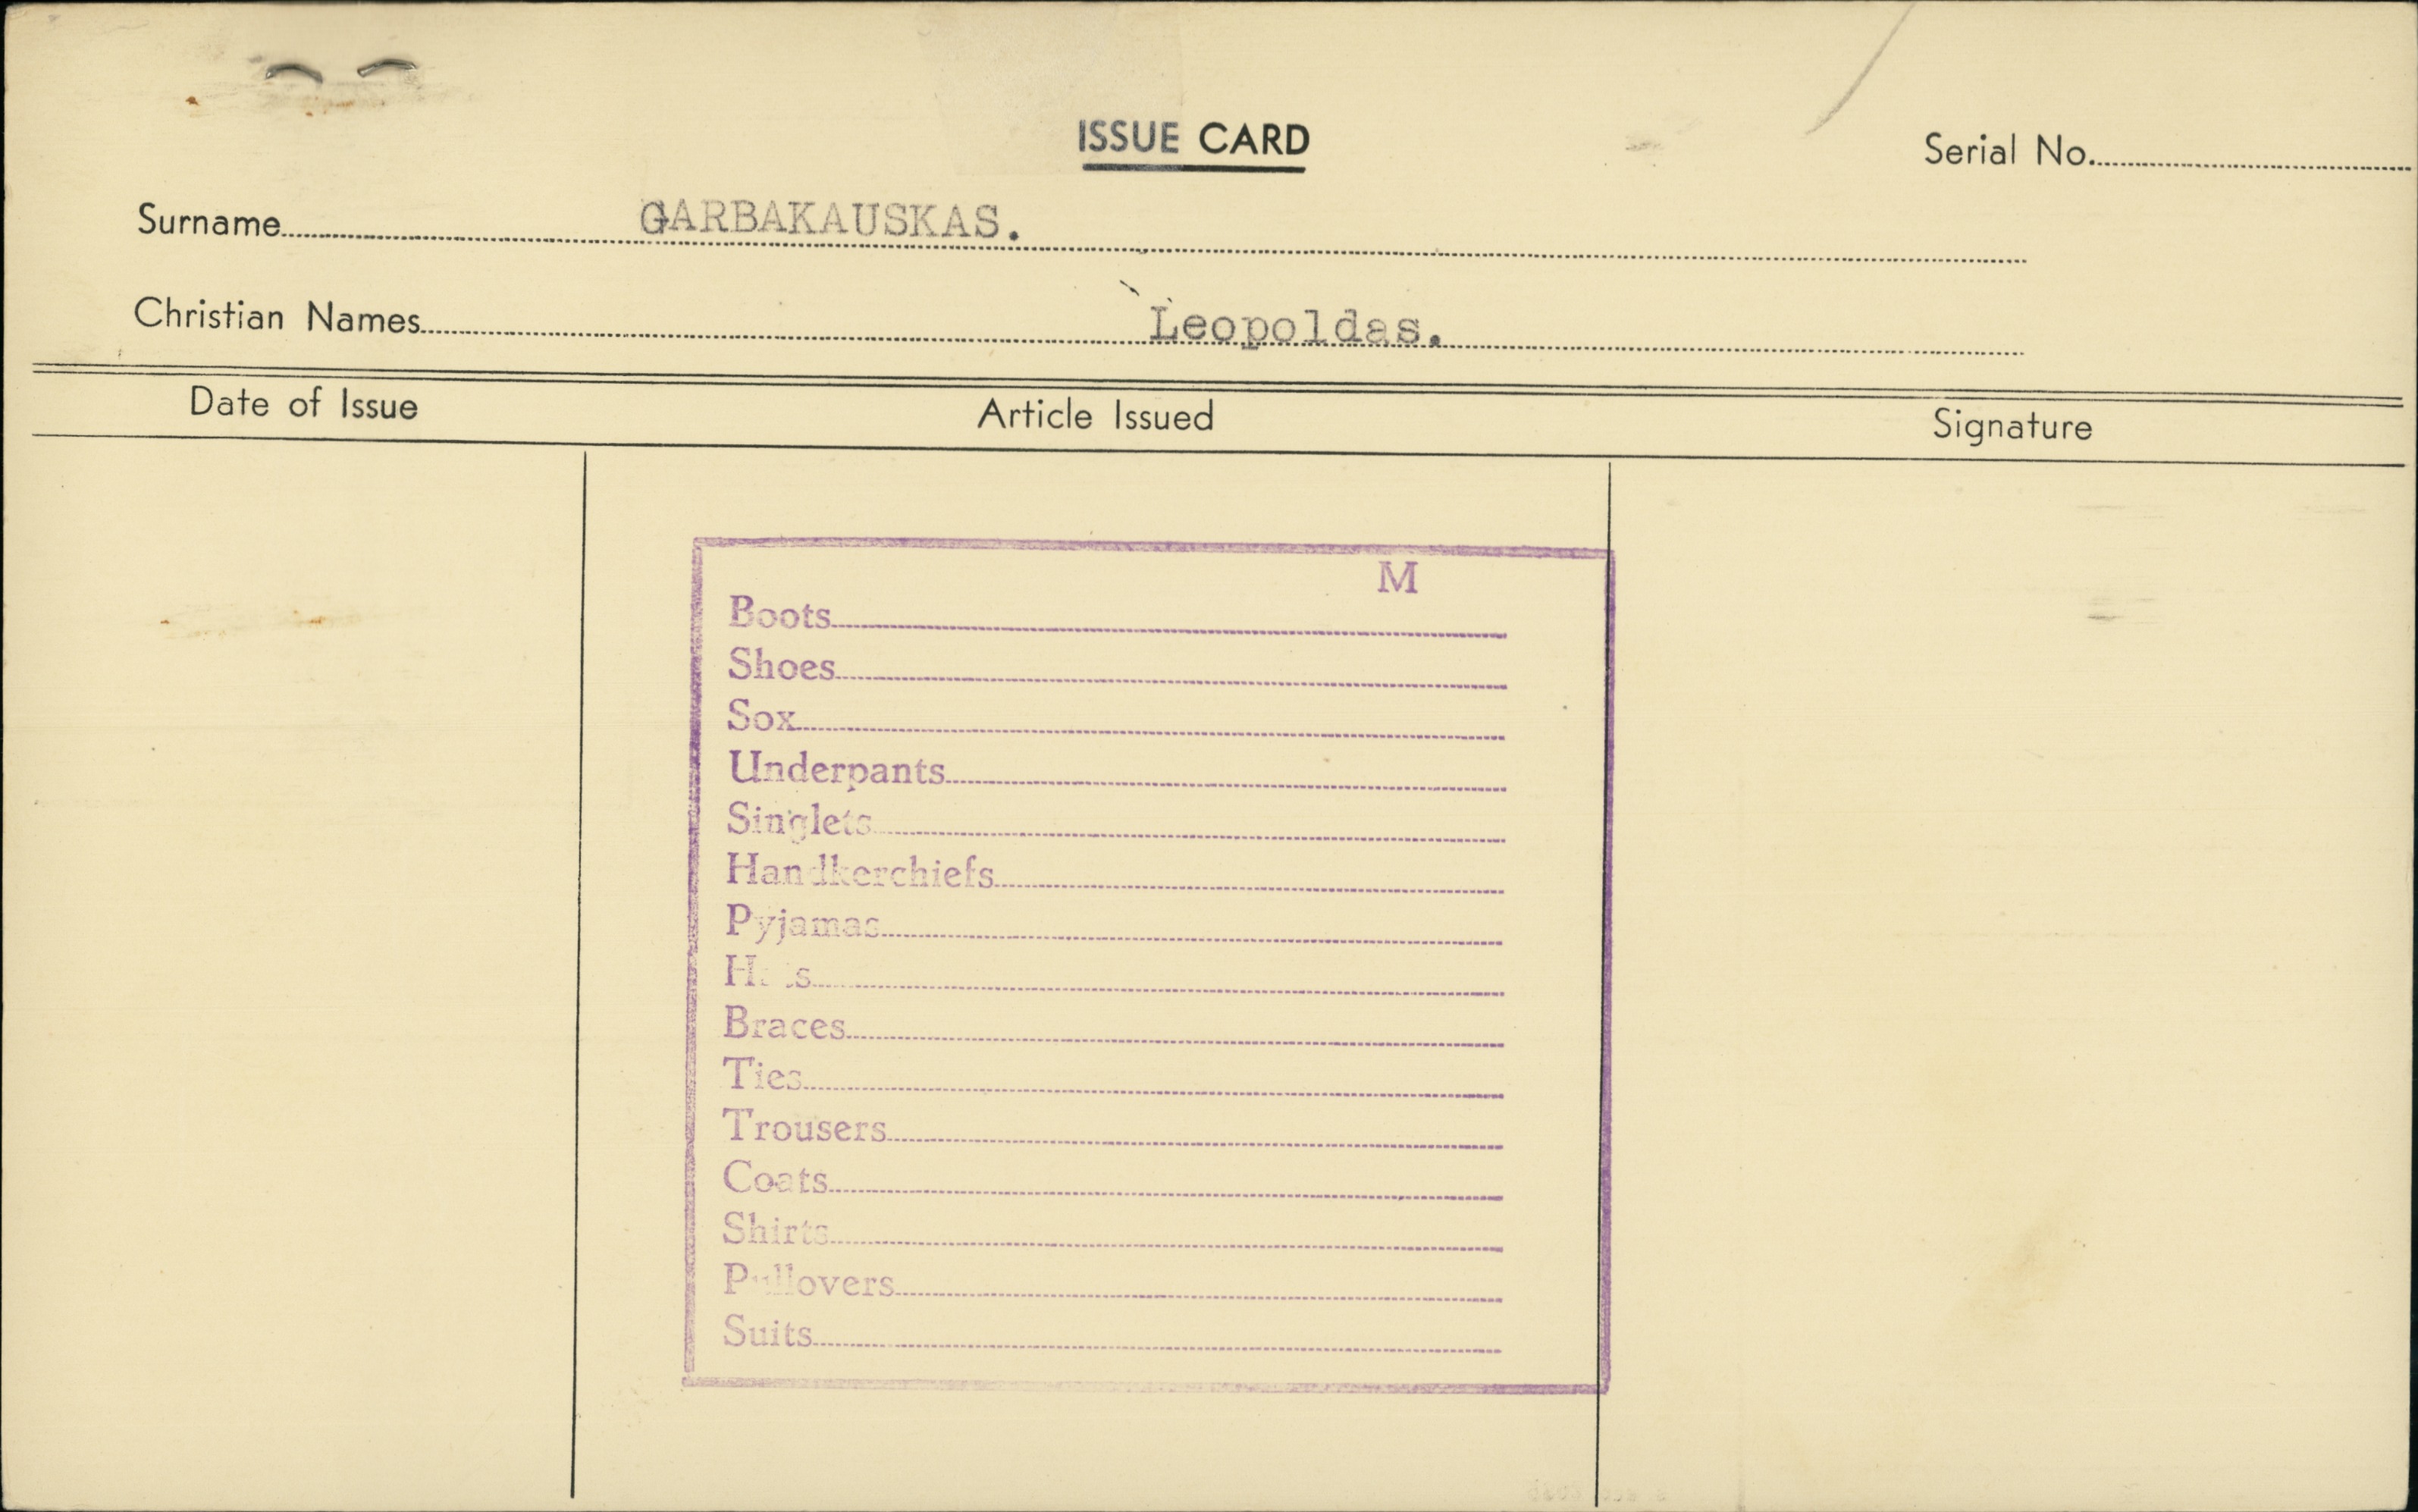 ISSUE CARD
Serial No.
Surname GARBAKAUSKAS.
Christian Names Leopoldas.
Date of Issue Article Issued Signature
M
Boots
Shoes
Sox
Underpants
Singlets
Handkerchiefs
Pyjamas
Hats
Braces
Ties
Trousers
Coats
Shirts
Pullovers
Suits